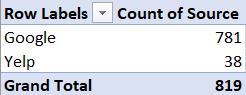 Row Labels Count of Source
Google 781
Yelp 38
Grand Total 819